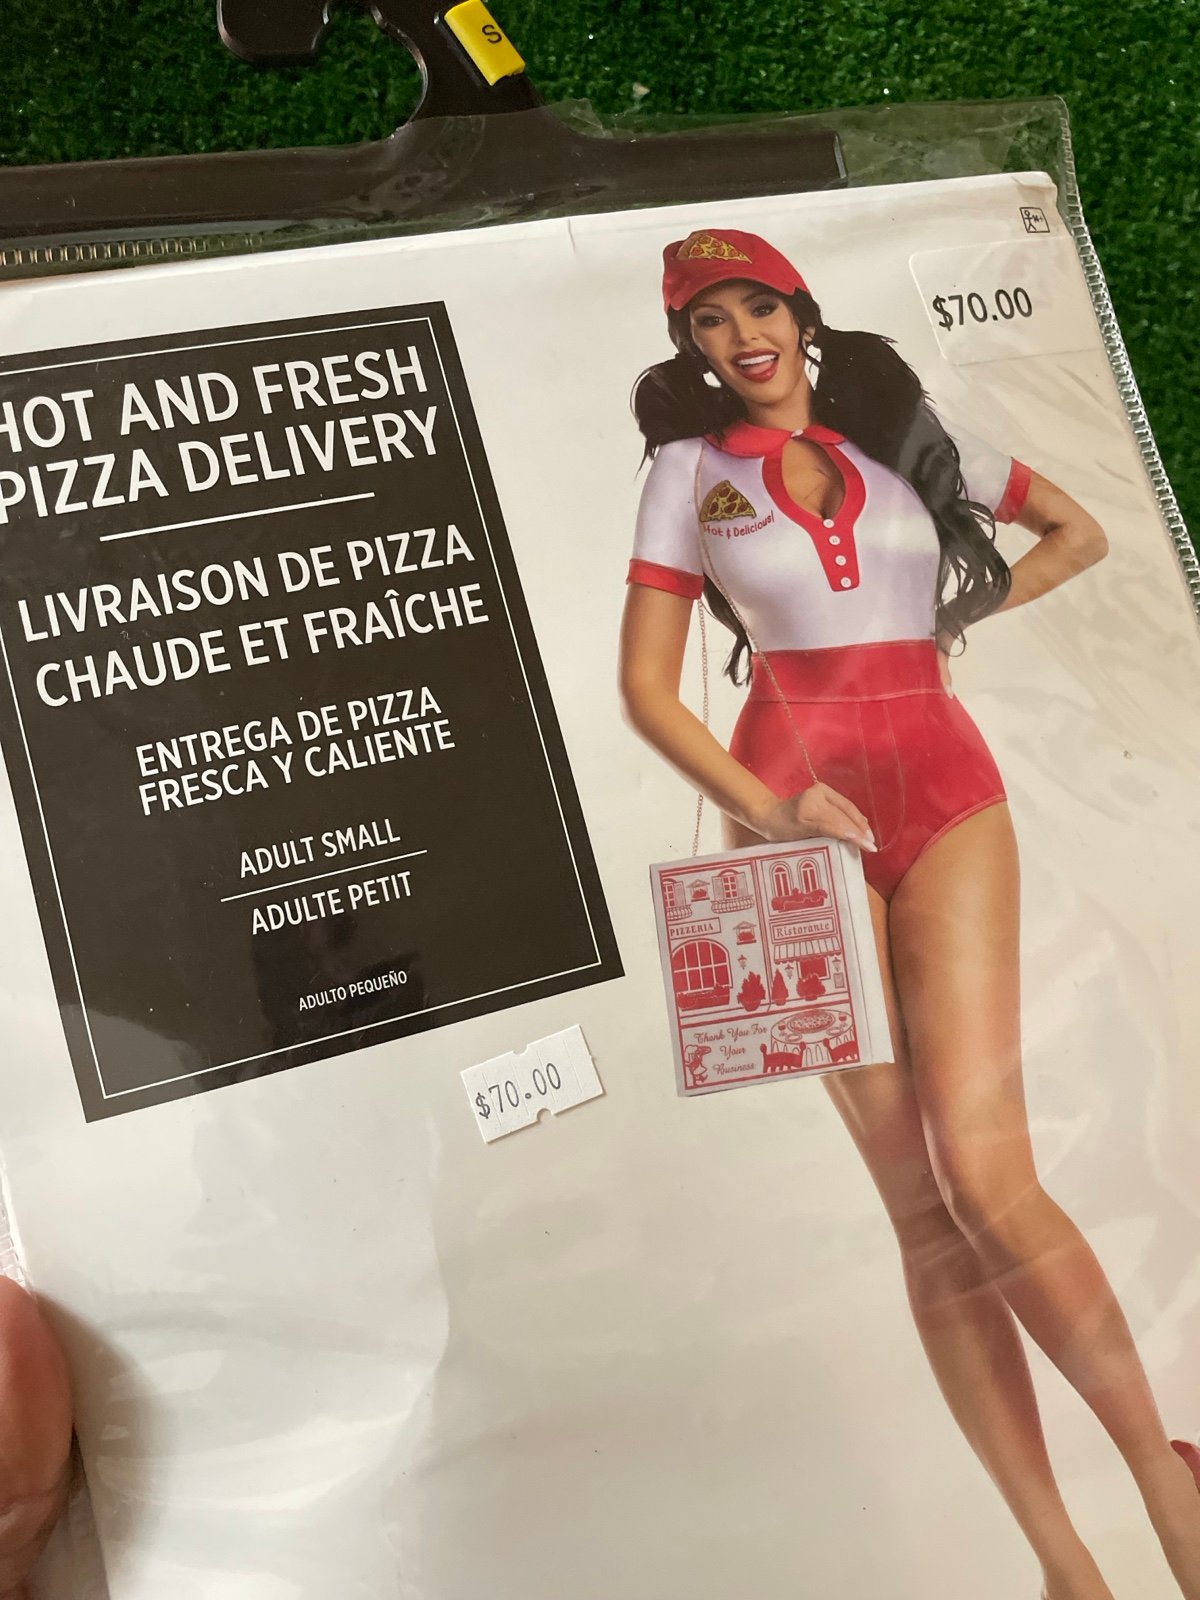 S
$70.00
HOT AND FRESH
PIZZA DELIVERY
LIVRAISON DE PIZZA
CHAUDE ET FRAÎCHE
ENTREGA DE PIZZA
FRESCA Y CALIENTE
ADULT SMALL
ADULTE PETIT
ADULTO PEQUEÑO
$70.00
Hot & Delicious!
PIZZERIA
Ristorante
Thank You For
Your
Business